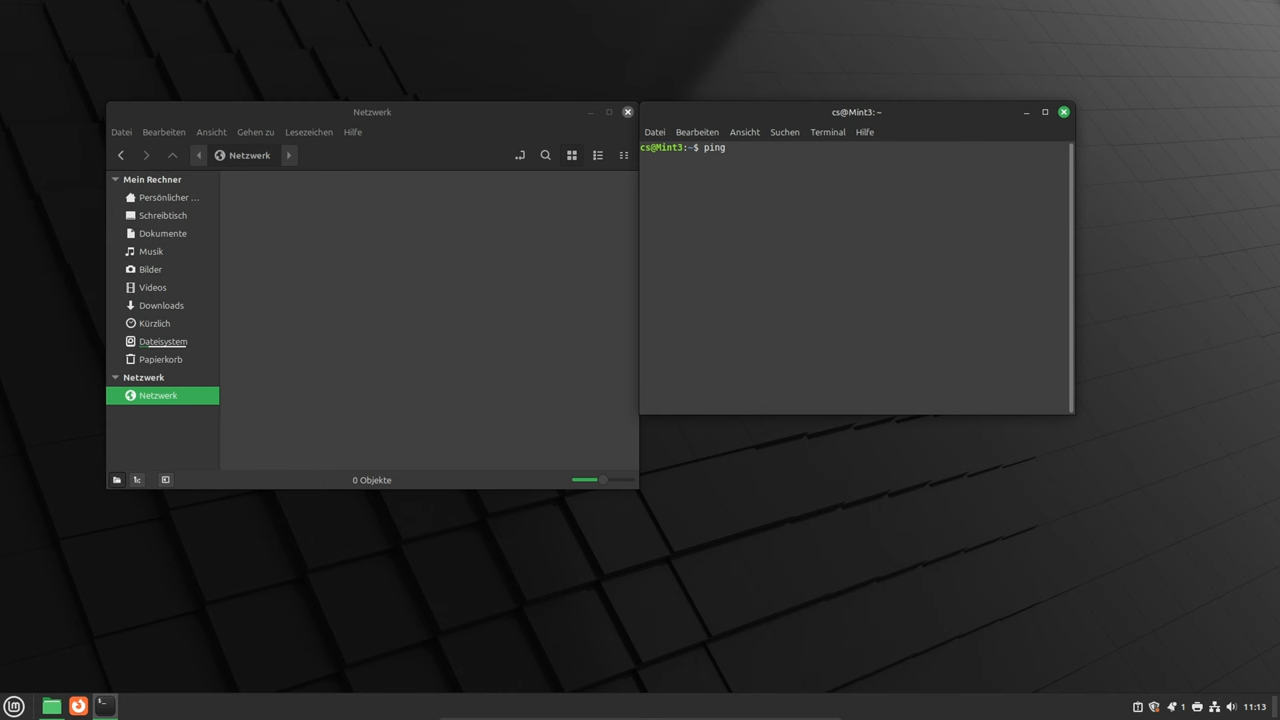 Netzwerk
Datei Bearbeiten Ansicht Gehen zu Lesezeichen Hilfe
Netzwerk
Mein Rechner
Persönlicher ...
Schreibtisch
Dokumente
Musik
Bilder
Videos
Downloads
Kürzlich
Dateisystem
Papierkorb
Netzwerk
Netzwerk
0 Objekte
cs@Mint3: ~
Datei Bearbeiten Ansicht Suchen Terminal Hilfe
cs@Mint3:~$ ping
1 11:13